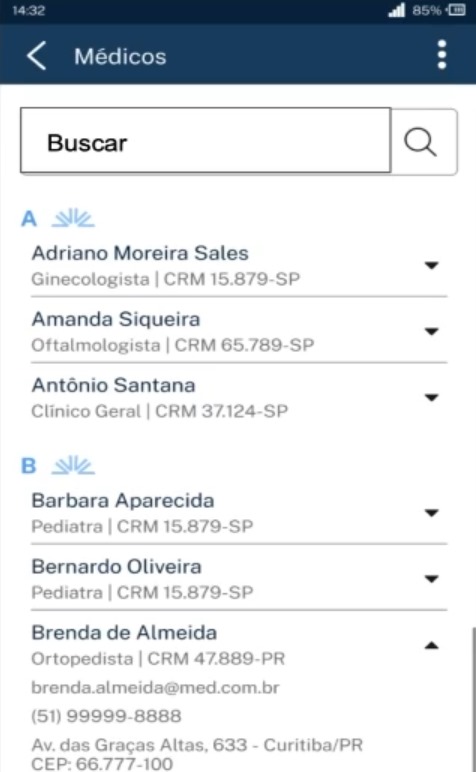 14:32
85%
Médicos
Buscar
A
Adriano Moreira Sales
Ginecologista | CRM 15.879-SP
Amanda Siqueira
Oftalmologista | CRM 65.789-SP
Antônio Santana
Clínico Geral | CRM 37.124-SP
B
Barbara Aparecida
Pediatra | CRM 15.879-SP
Bernardo Oliveira
Pediatra | CRM 15.879-SP
Brenda de Almeida
Ortopedista | CRM 47.889-PR
brenda.almeida@med.com.br
(51) 99999-8888
Av. das Graças Altas, 633 - Curitiba/PR
CEP: 66.777-100